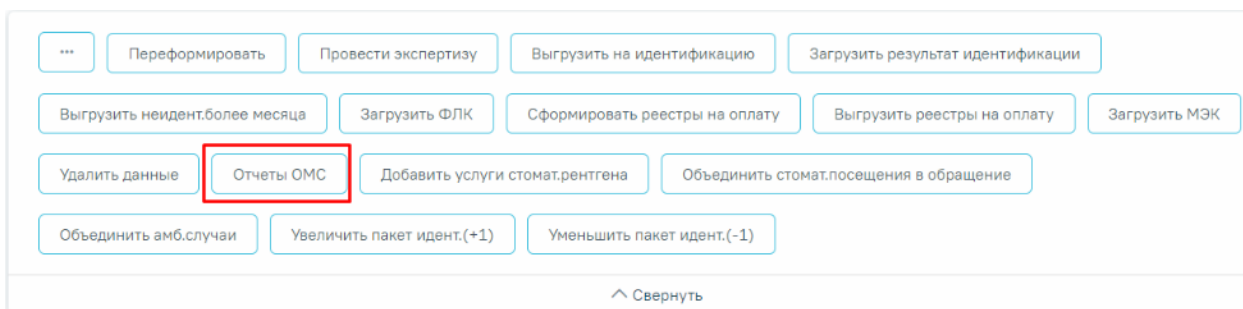 ... Переформировать Провести экспертизу Выгрузить на идентификацию Загрузить результат идентификации
Выгрузить неидент.более месяца Загрузить ФЛК Сформировать реестры на оплату Выгрузить реестры на оплату Загрузить МЭК
Удалить данные Отчеты ОМС Добавить услуги стомат.рентгена Объединить стомат.посещения в обращение
Объединить амб.случаи Увеличить пакет идент.(+1) Уменьшить пакет идент.(-1)
Свернуть